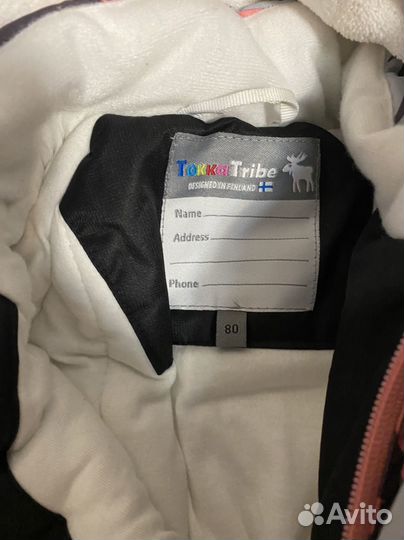 TokkaTribe
DESIGNED IN FINLAND
Name
Address
Phone
80
Avito